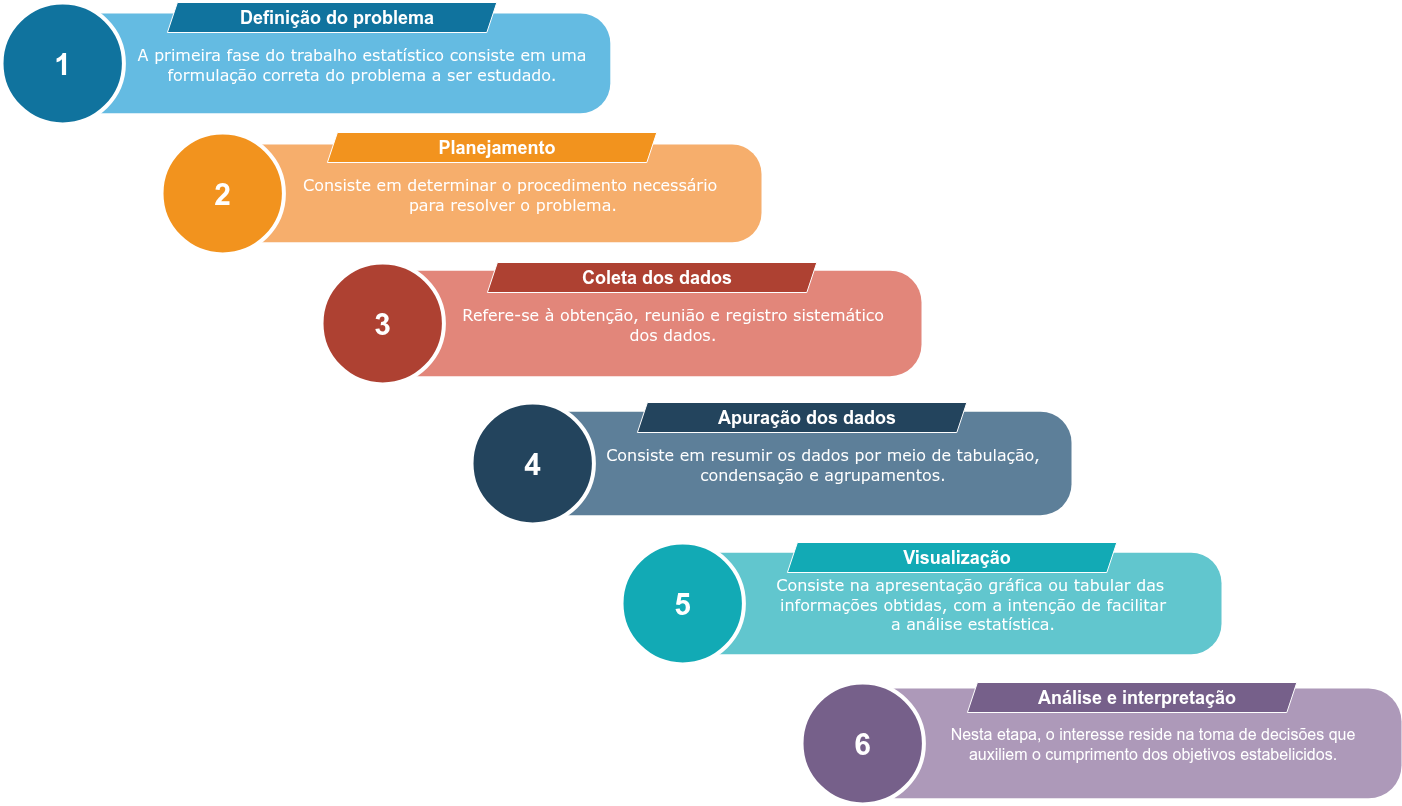 Definição do problema
1
A primeira fase do trabalho estatístico consiste em uma
formulação correta do problema a ser estudado.
Planejamento
2
Consiste em determinar o procedimento necessário
para resolver o problema.
Coleta dos dados
3
Refere-se à obtenção, reunião e registro sistemático
dos dados.
Apuração dos dados
4
Consiste em resumir os dados por meio de tabulação,
condensação e agrupamentos.
Visualização
5
Consiste na apresentação gráfica ou tabular das
informações obtidas, com a intenção de facilitar
a análise estatística.
Análise e interpretação
6
Nesta etapa, o interesse reside na toma de decisões que
auxiliem o cumprimento dos objetivos estabelicidos.